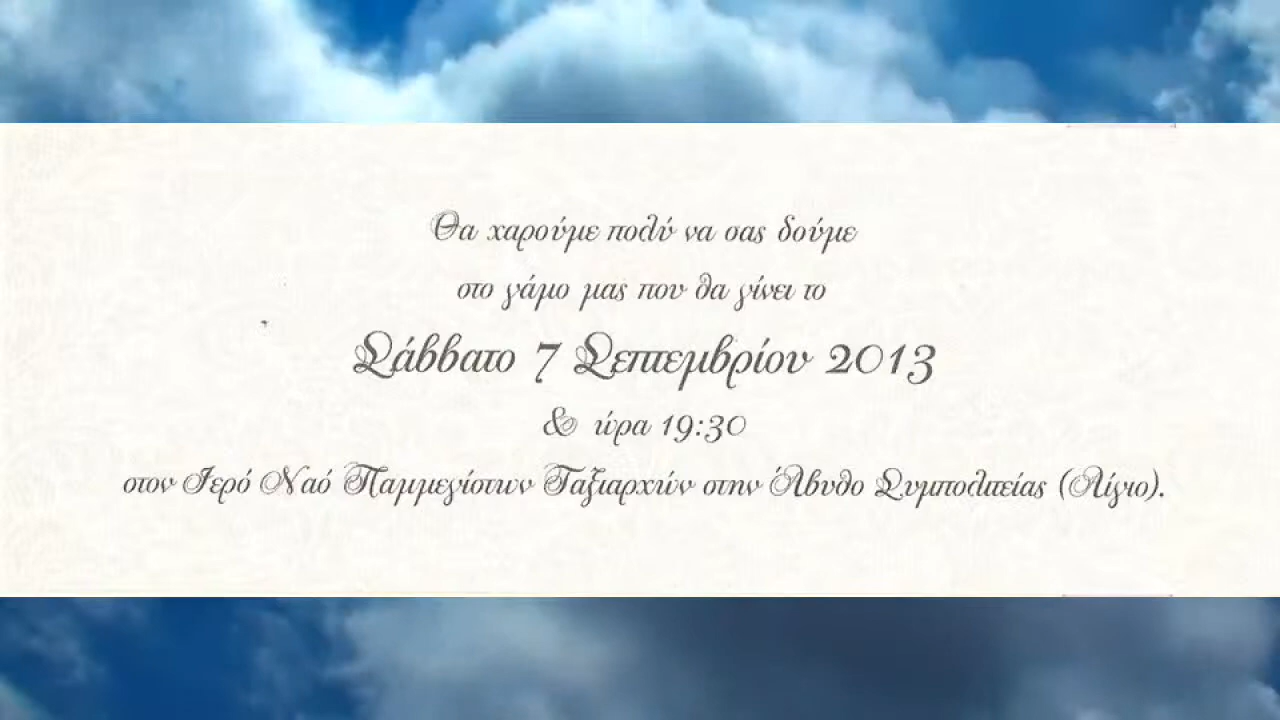 Θα χαρούμε πολύ να σας δούμε
στο γάμο μας που θα γίνει το
Σάββατο 7 Σεπτεμβρίου 2013
& ώρα 19:30
στον Ιερό Ναό Παμμεγίστων Ταξιαρχών στην Άβυθο Συμπολιτείας (Αίγιο).